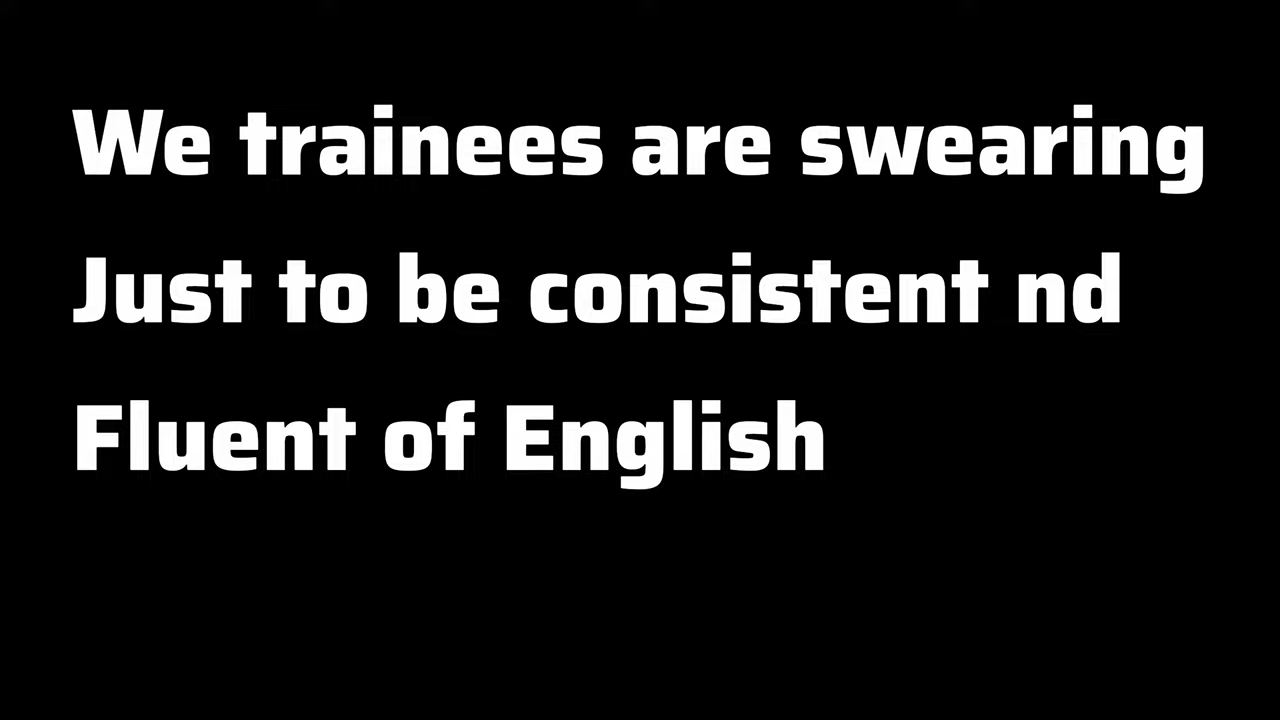 We trainees are swearing
Just to be consistent nd
Fluent of English